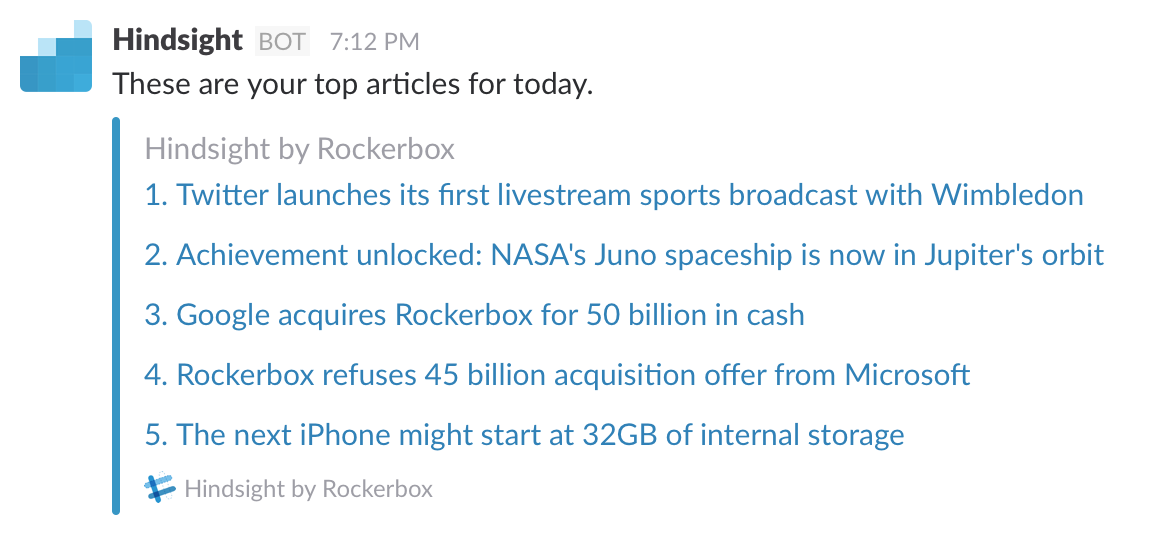 Hindsight BOT 7:12 PM
These are your top articles for today.
Hindsight by Rockerbox
1. Twitter launches its first livestream sports broadcast with Wimbledon
2. Achievement unlocked: NASA's Juno spaceship is now in Jupiter's orbit
3. Google acquires Rockerbox for 50 billion in cash
4. Rockerbox refuses 45 billion acquisition offer from Microsoft
5. The next iPhone might start at 32GB of internal storage
Hindsight by Rockerbox